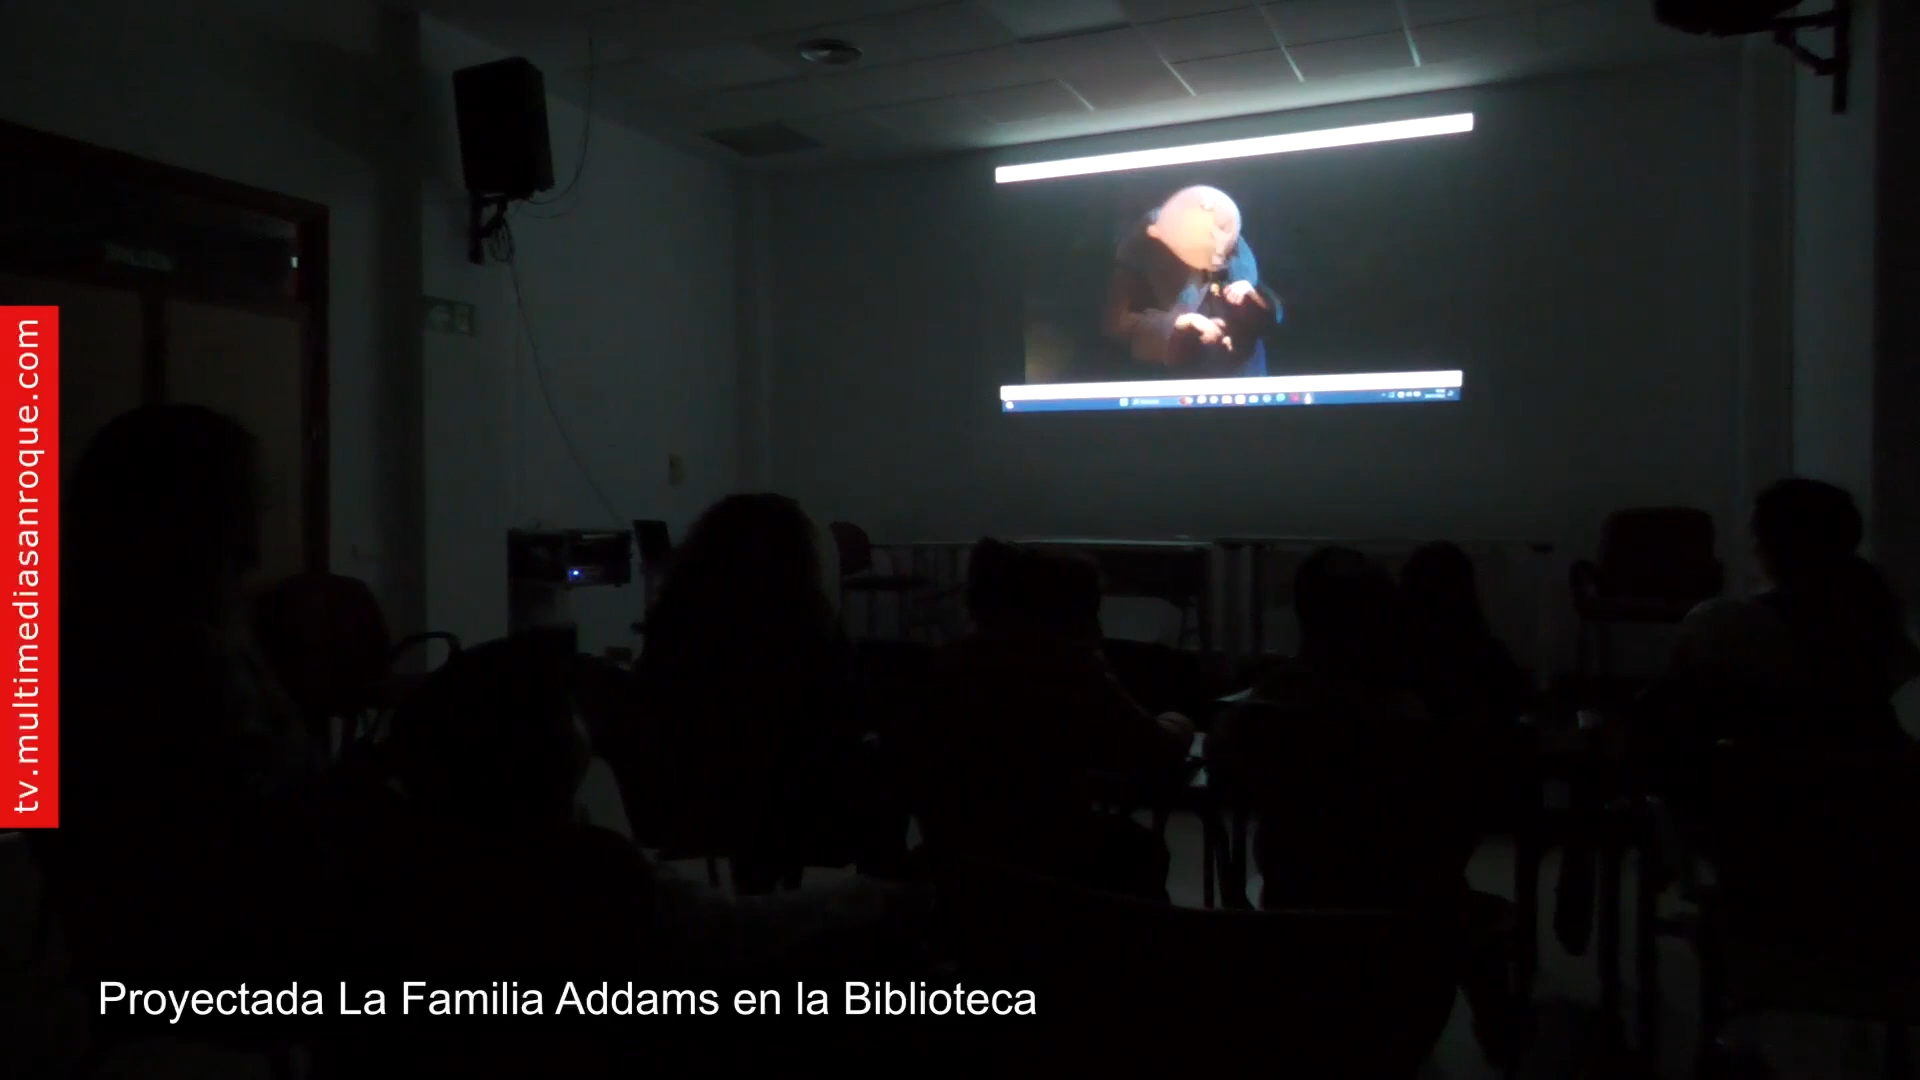 tv.multimediasanroque.com
Proyectada La Familia Addams en la Biblioteca